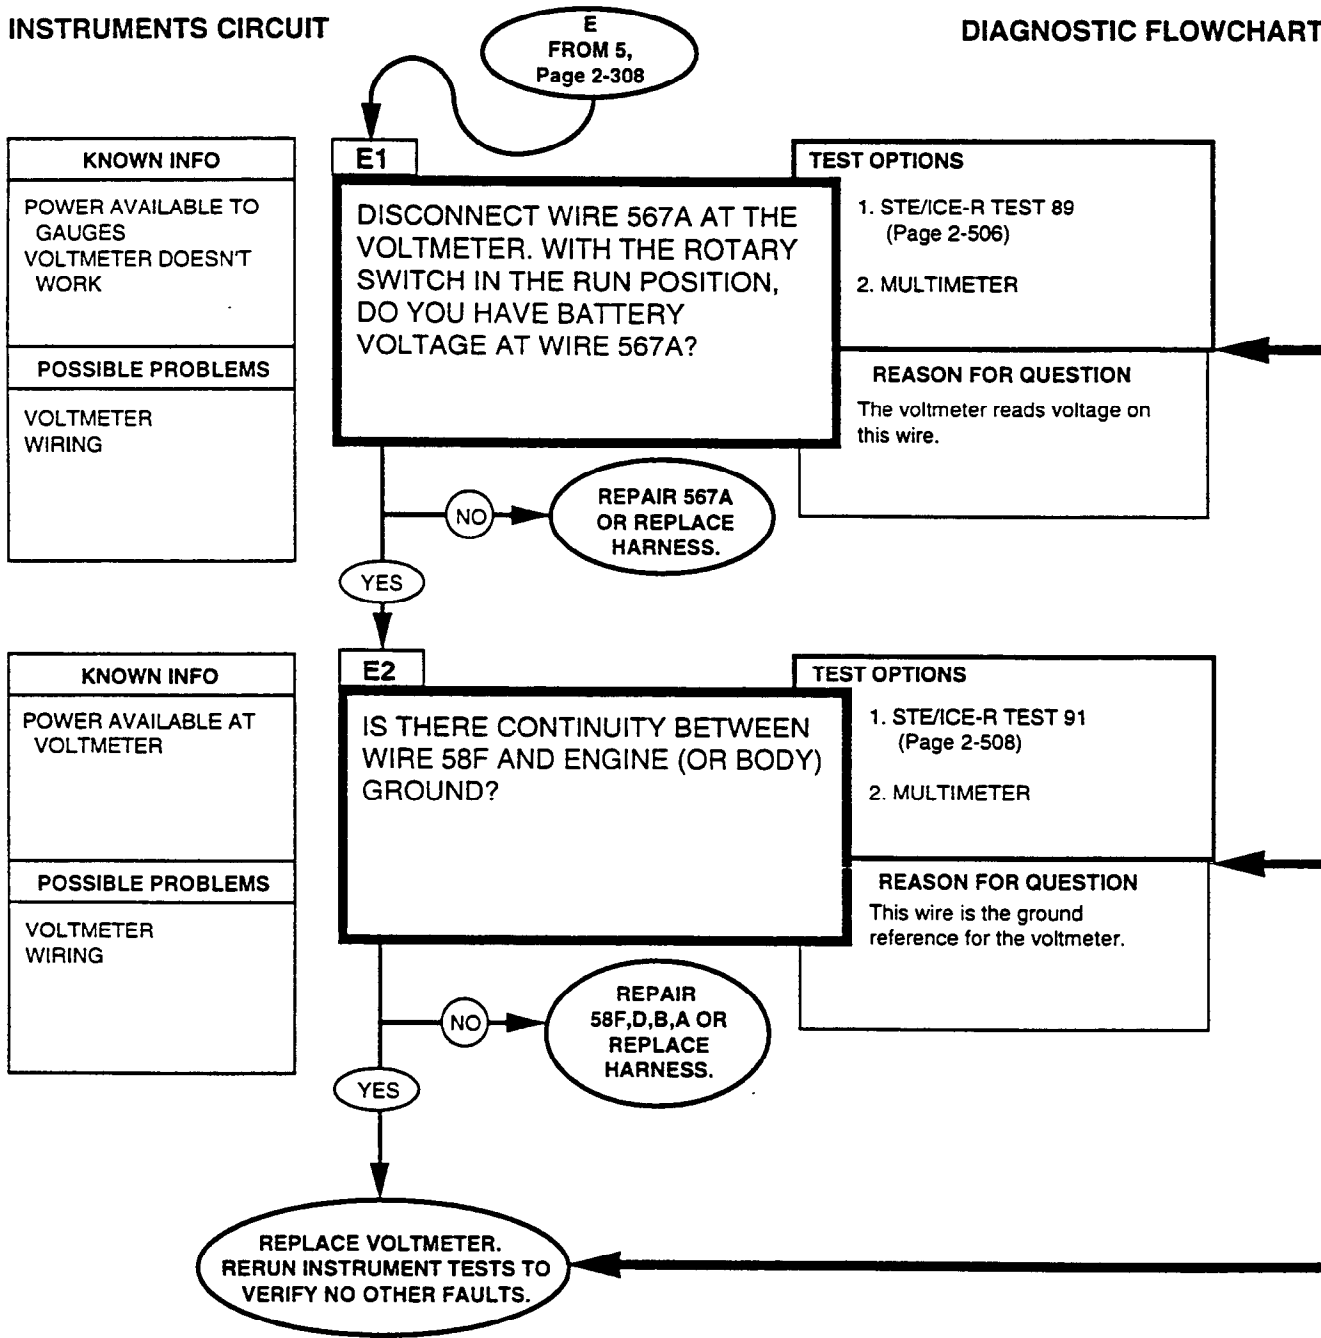 INSTRUMENTS CIRCUIT
DIAGNOSTIC FLOWCHART
E
FROM 5,
Page 2-308
KNOWN INFO
POWER AVAILABLE TO
GAUGES
VOLTMETER DOESN'T
WORK
POSSIBLE PROBLEMS
VOLTMETER
WIRING
E1
DISCONNECT WIRE 567A AT THE
VOLTMETER. WITH THE ROTARY
SWITCH IN THE RUN POSITION,
DO YOU HAVE BATTERY
VOLTAGE AT WIRE 567A?
TEST OPTIONS
1. STE/ICE-R TEST 89
(Page 2-506)
2. MULTIMETER
REASON FOR QUESTION
The voltmeter reads voltage on
this wire.
NO
REPAIR 567A
OR REPLACE
HARNESS.
YES
KNOWN INFO
POWER AVAILABLE AT
VOLTMETER
POSSIBLE PROBLEMS
VOLTMETER
WIRING
E2
IS THERE CONTINUITY BETWEEN
WIRE 58F AND ENGINE (OR BODY)
GROUND?
TEST OPTIONS
1. STE/ICE-R TEST 91
(Page 2-508)
2. MULTIMETER
REASON FOR QUESTION
This wire is the ground
reference for the voltmeter.
NO
REPAIR
58F,D,B,A OR
REPLACE
HARNESS.
YES
REPLACE VOLTMETER.
RERUN INSTRUMENT TESTS TO
VERIFY NO OTHER FAULTS.